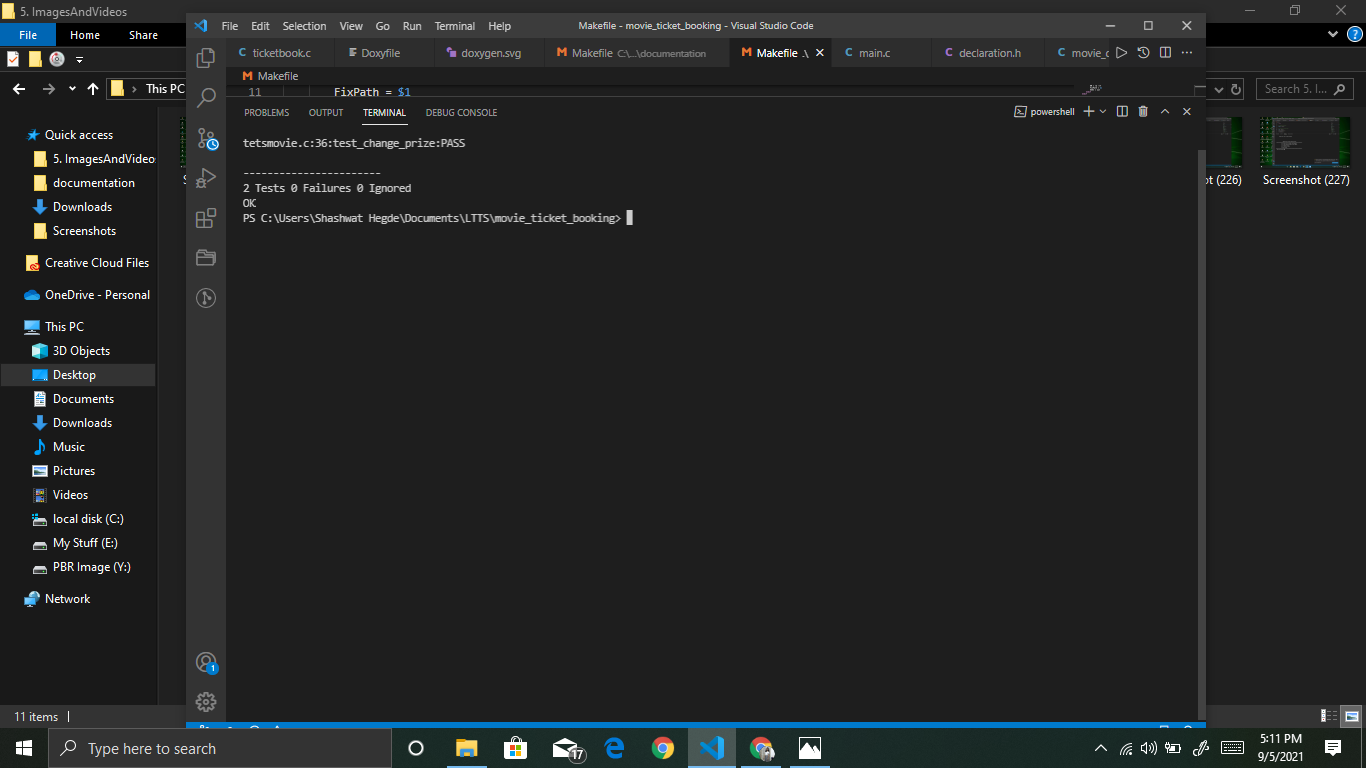 5. ImagesAndVideos
File Home Share
This PC
Quick access
5. ImagesAndVideo
documentation
Downloads
Screenshots
Creative Cloud Files
OneDrive - Personal
This PC
3D Objects
Desktop
Documents
Downloads
Music
Pictures
Videos
local disk (C:)
My Stuff (E:)
PBR Image (Y:)
Network
11 items
File Edit Selection View Go Run Terminal Help
Makefile - movie_ticket_booking - Visual Studio Code
ticketbook.c Doxyfile doxygen.svg Makefile C:\...\documentation Makefile .\ main.c declaration.h movie_c
Makefile
11 FixPath = $1
PROBLEMS OUTPUT TERMINAL DEBUG CONSOLE
powershell
tetsmovie.c:36:test_change_prize:PASS
-----------------------
2 Tests 0 Failures 0 Ignored
OK
PS C:\Users\Shashwat Hegde\Documents\LTTS\movie_ticket_booking>
1
Search 5. I...
ot (226)
Screenshot (227)
Type here to search
17
5:11 PM
9/5/2021